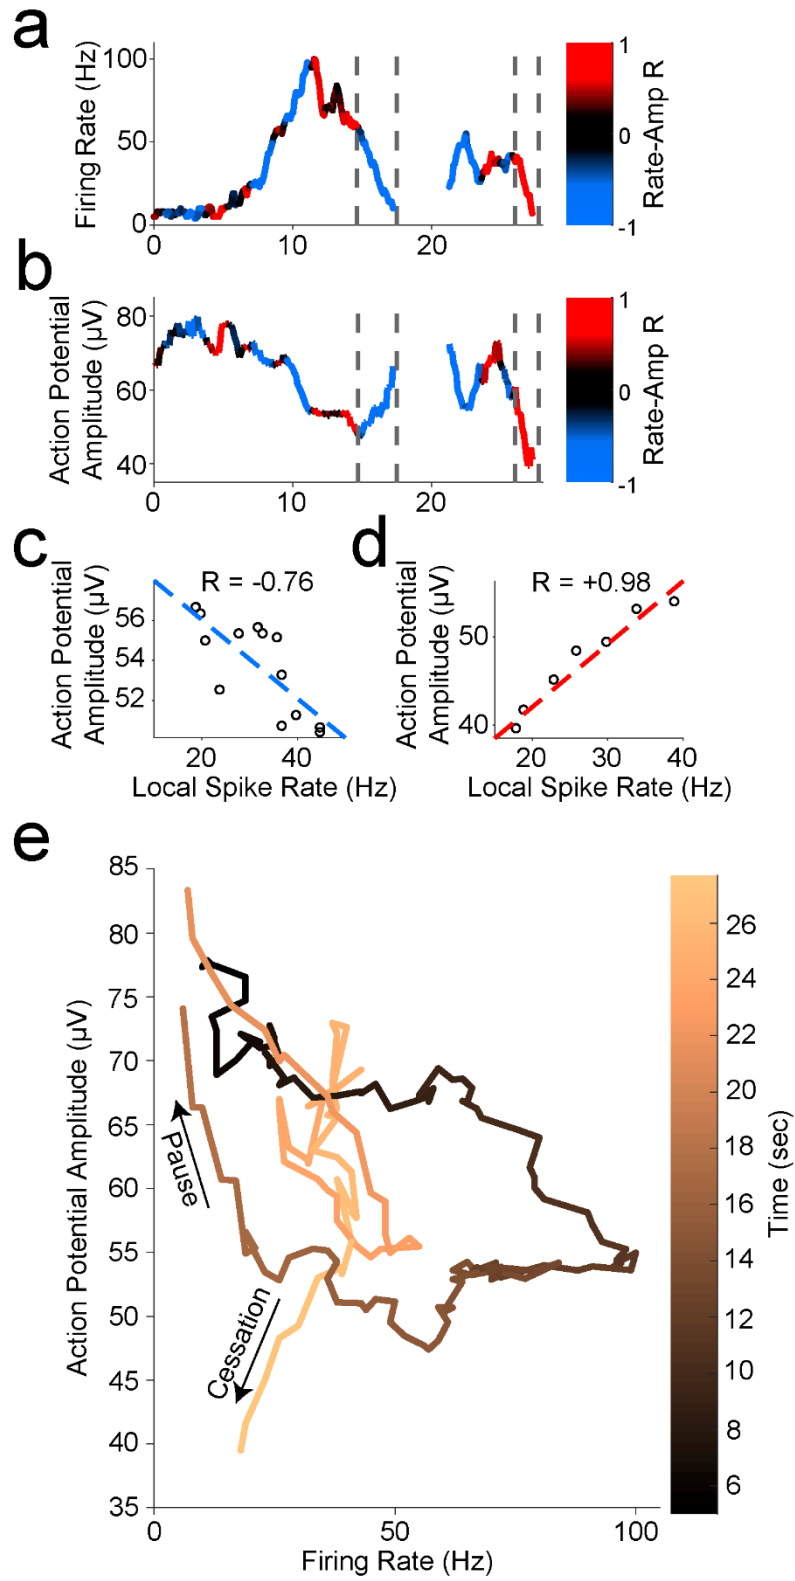 a
Firing Rate (Hz)
100
50
0
0
10
20
1
0
-1
Rate-Amp R
b
Action Potential
Amplitude (µV)
80
60
40
0
10
20
1
0
-1
Rate-Amp R
c
Action Potential
Amplitude (µV)
R = -0.76
56
54
52
20
40
Local Spike Rate (Hz)
d
Action Potential
Amplitude (µV)
R = +0.98
50
40
20
30
40
Local Spike Rate (Hz)
e
Action Potential Amplitude (µV)
85
80
75
70
65
60
55
50
45
40
35
Pause
Cessation
0
50
100
Firing Rate (Hz)
26
24
22
20
18
16
14
12
10
8
6
Time (sec)